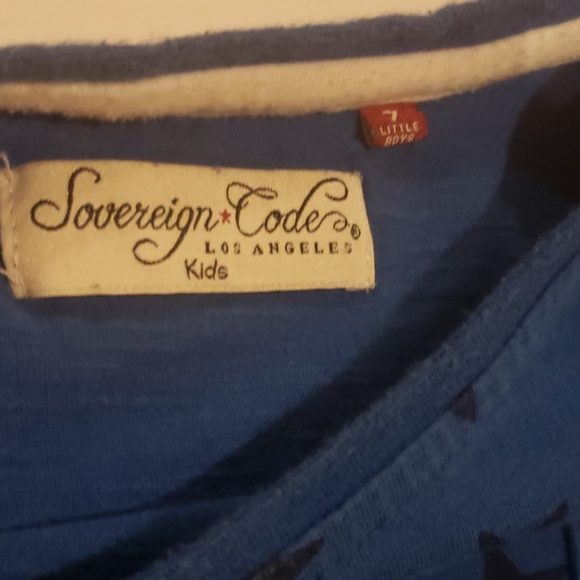 7
LITTLE
BOYS
Sovereign★Code®
LOS ANGELES
Kids